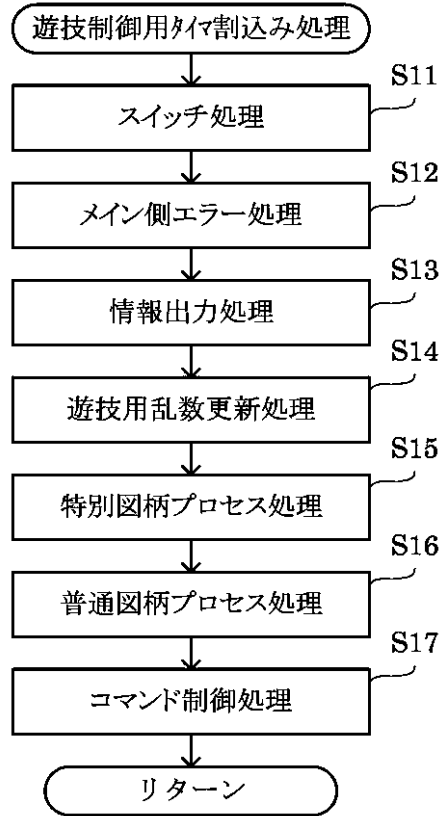 遊技制御用ﾀｲﾏ割込み処理
S11
スイッチ処理
S12
メイン側エラー処理
S13
情報出力処理
S14
遊技用乱数更新処理
S15
特別図柄プロセス処理
S16
普通図柄プロセス処理
S17
コマンド制御処理
リターン